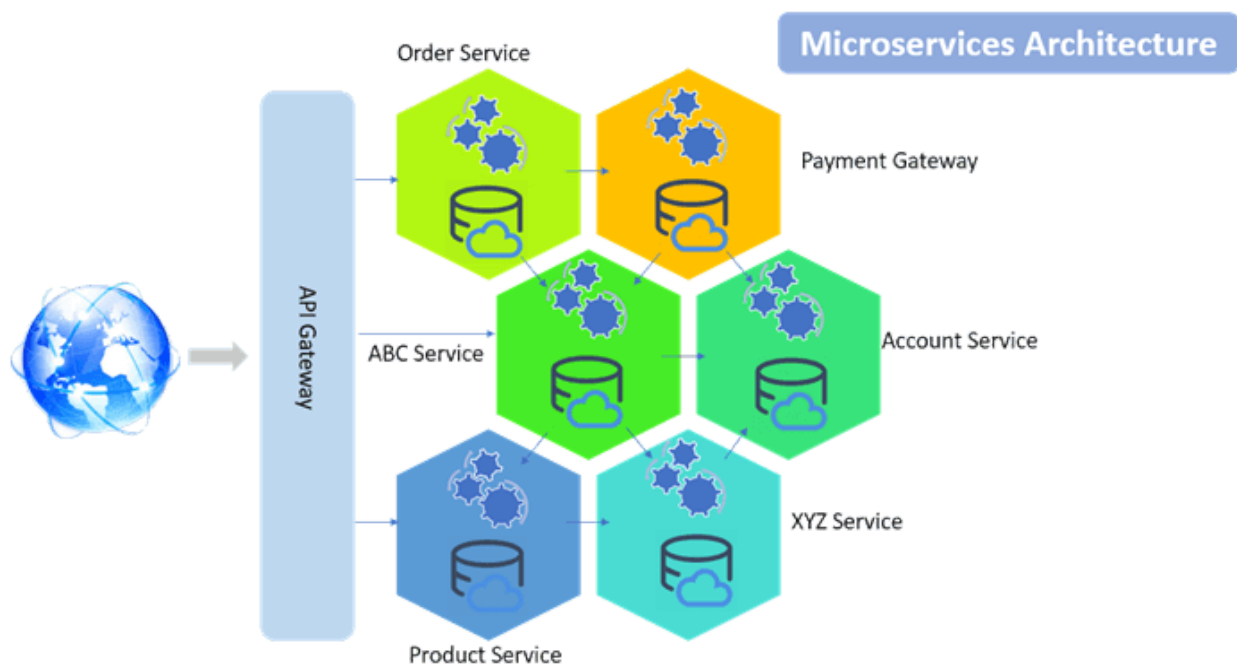 Microservices Architecture
Order Service
Payment Gateway
API Gateway
ABC Service
Account Service
XYZ Service
Product Service